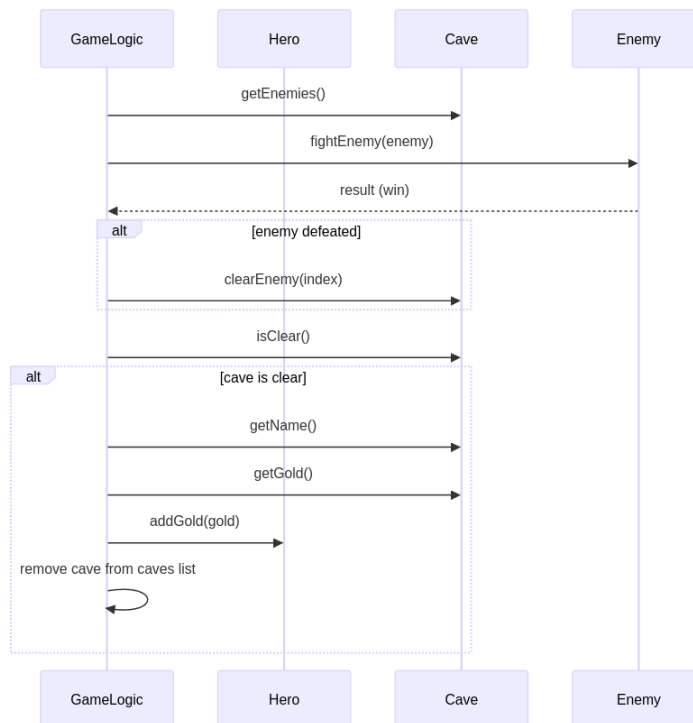 GameLogic Hero Cave Enemy
getEnemies()
fightEnemy(enemy)
result (win)
alt [enemy defeated]
clearEnemy(index)
isClear()
alt [cave is clear]
getName()
getGold()
addGold(gold)
remove cave from caves list
GameLogic Hero Cave Enemy